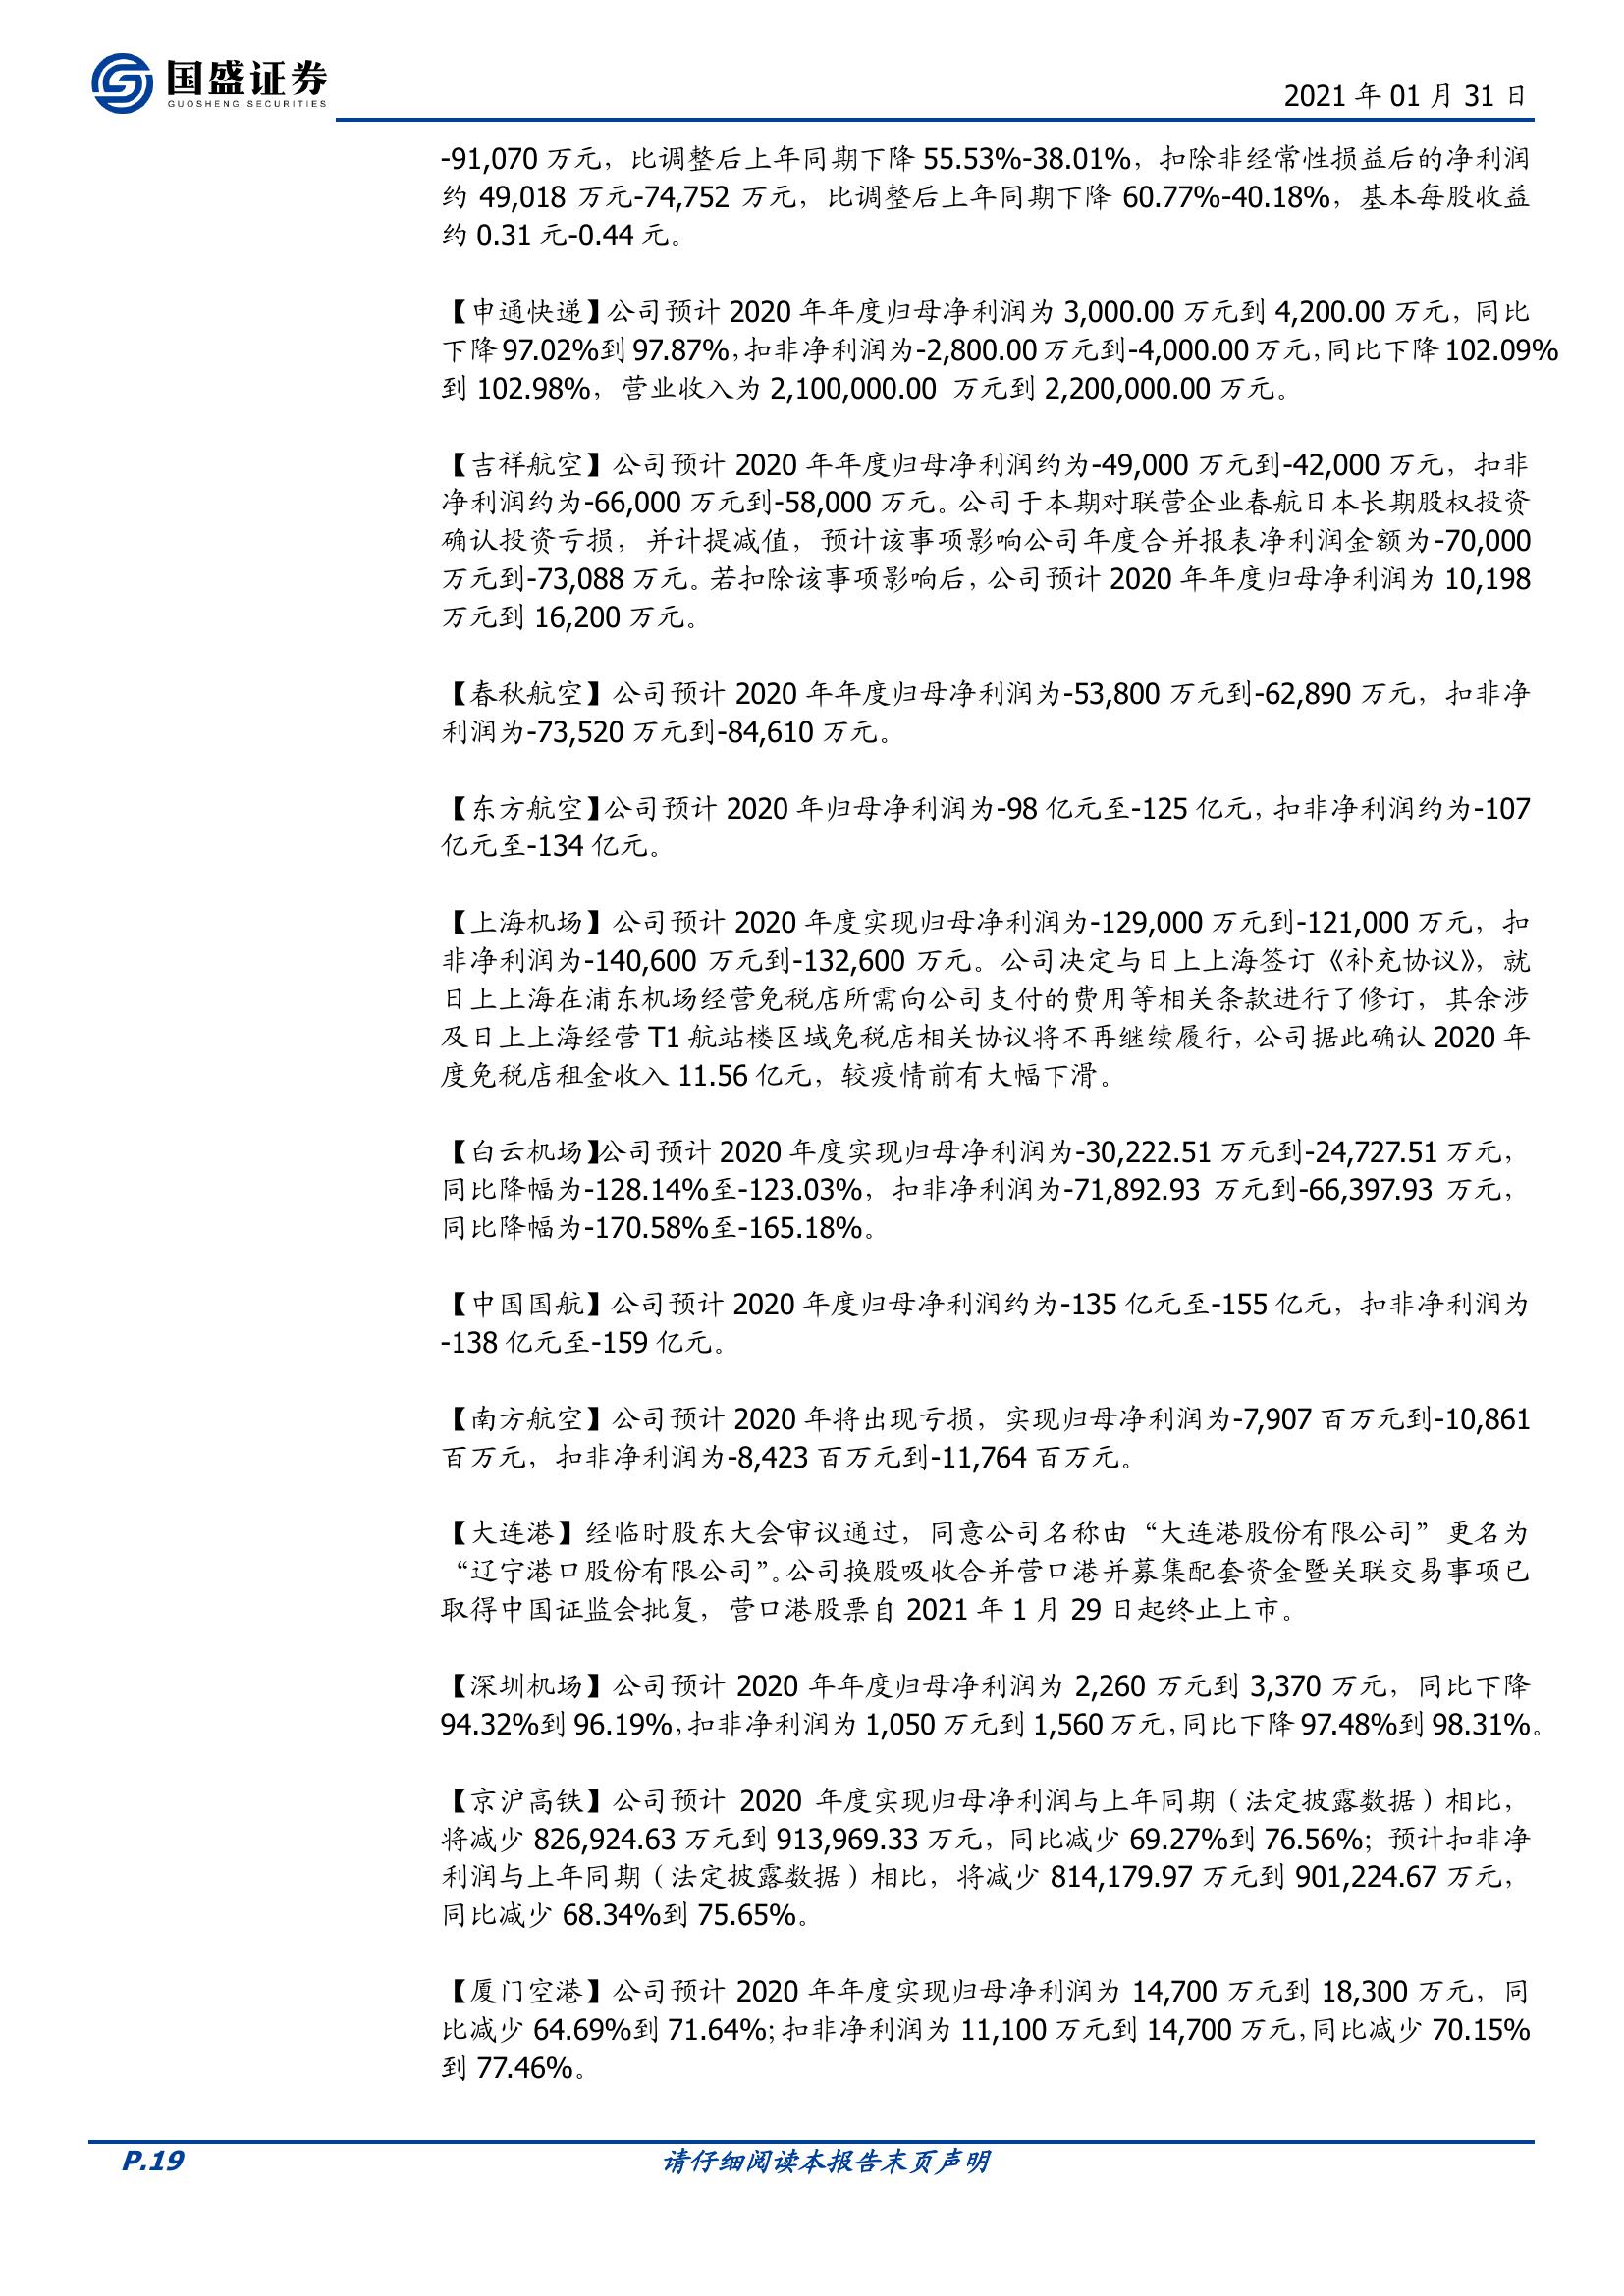 国盛证券
GUOSHENG SECURITIES
2021 年 01 月 31 日
-91,070 万元，比调整后上年同期下降 55.53%-38.01%，扣除非经常性损益后的净利润
约 49,018 万元-74,752 万元，比调整后上年同期下降 60.77%-40.18%，基本每股收益
约 0.31 元-0.44 元。
【申通快递】公司预计 2020 年年度归母净利润为 3,000.00 万元到 4,200.00 万元，同比
下降 97.02%到 97.87%，扣非净利润为-2,800.00 万元到-4,000.00 万元，同比下降 102.09%
到 102.98%，营业收入为 2,100,000.00 万元到 2,200,000.00 万元。
【吉祥航空】公司预计 2020 年年度归母净利润约为-49,000 万元到-42,000 万元，扣非
净利润约为-66,000 万元到-58,000 万元。公司于本期对联营企业春航日本长期股权投资
确认投资亏损，并计提减值，预计该事项影响公司年度合并报表净利润金额为-70,000
万元到-73,088 万元。若扣除该事项影响后，公司预计 2020 年年度归母净利润为 10,198
万元到 16,200 万元。
【春秋航空】公司预计 2020 年年度归母净利润为-53,800 万元到-62,890 万元，扣非净
利润为-73,520 万元到-84,610 万元。
【东方航空】公司预计 2020 年归母净利润为-98 亿元至-125 亿元，扣非净利润约为-107
亿元至-134 亿元。
【上海机场】公司预计 2020 年度实现归母净利润为-129,000 万元到-121,000 万元，扣
非净利润为-140,600 万元到-132,600 万元。公司决定与日上上海签订《补充协议》，就
日上上海在浦东机场经营免税店所需向公司支付的费用等相关条款进行了修订，其余涉
及日上上海经营 T1 航站楼区域免税店相关协议将不再继续履行，公司据此确认 2020 年
度免税店租金收入 11.56 亿元，较疫情前有大幅下滑。
【白云机场】公司预计 2020 年度实现归母净利润为-30,222.51 万元到-24,727.51 万元，
同比降幅为-128.14%至-123.03%，扣非净利润为-71,892.93 万元到-66,397.93 万元，
同比降幅为-170.58%至-165.18%。
【中国国航】公司预计 2020 年度归母净利润约为-135 亿元至-155 亿元，扣非净利润为
-138 亿元至-159 亿元。
【南方航空】公司预计 2020 年将出现亏损，实现归母净利润为-7,907 百万元到-10,861
百万元，扣非净利润为-8,423 百万元到-11,764 百万元。
【大连港】经临时股东大会审议通过，同意公司名称由“大连港股份有限公司”更名为
“辽宁港口股份有限公司”。公司换股吸收合并营口港并募集配套资金暨关联交易事项已
取得中国证监会批复，营口港股票自 2021 年 1 月 29 日起终止上市。
【深圳机场】公司预计 2020 年年度归母净利润为 2,260 万元到 3,370 万元，同比下降
94.32%到 96.19%，扣非净利润为 1,050 万元到 1,560 万元，同比下降 97.48%到 98.31%。
【京沪高铁】公司预计 2020 年度实现归母净利润与上年同期（法定披露数据）相比，
将减少 826,924.63 万元到 913,969.33 万元，同比减少 69.27%到 76.56%；预计扣非净
利润与上年同期（法定披露数据）相比，将减少 814,179.97 万元到 901,224.67 万元，
同比减少 68.34%到 75.65%。
【厦门空港】公司预计 2020 年年度实现归母净利润为 14,700 万元到 18,300 万元，同
比减少 64.69%到 71.64%；扣非净利润为 11,100 万元到 14,700 万元，同比减少 70.15%
到 77.46%。
P.19
请仔细阅读本报告末页声明